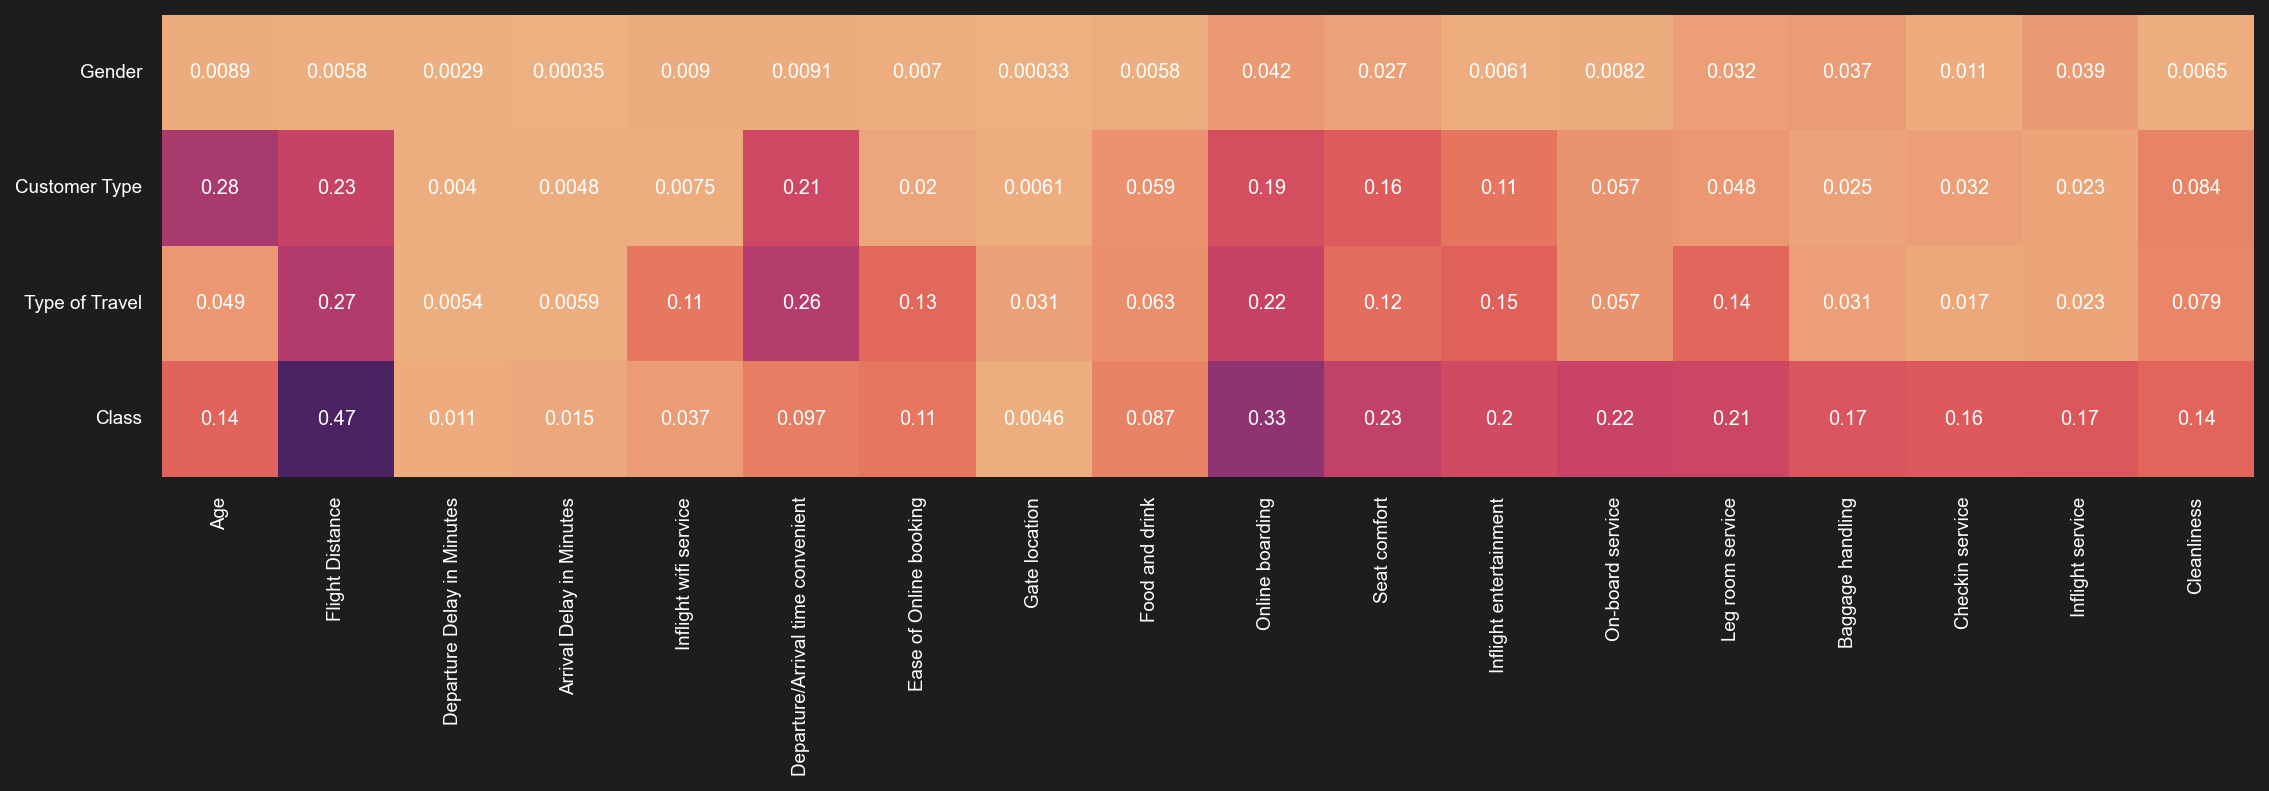 Gender 0.0089 0.0058 0.0029 0.00035 0.009 0.0091 0.007 0.00033 0.0058 0.042 0.027 0.0061 0.0082 0.032 0.037 0.011 0.039 0.0065
Customer Type 0.28 0.23 0.004 0.0048 0.0075 0.21 0.02 0.0061 0.059 0.19 0.16 0.11 0.057 0.048 0.025 0.032 0.023 0.084
Type of Travel 0.049 0.27 0.0054 0.0059 0.11 0.26 0.13 0.031 0.063 0.22 0.12 0.15 0.057 0.14 0.031 0.017 0.023 0.079
Class 0.14 0.47 0.011 0.015 0.037 0.097 0.11 0.0046 0.087 0.33 0.23 0.2 0.22 0.21 0.17 0.16 0.17 0.14
Age
Flight Distance
Departure Delay in Minutes
Arrival Delay in Minutes
Inflight wifi service
Departure/Arrival time convenient
Ease of Online booking
Gate location
Food and drink
Online boarding
Seat comfort
Inflight entertainment
On-board service
Leg room service
Baggage handling
Checkin service
Inflight service
Cleanliness